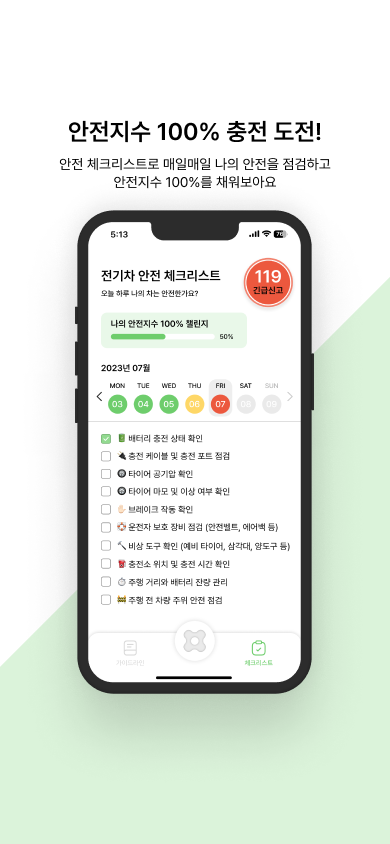 안전지수 100% 충전 도전!
안전 체크리스트로 매일매일 나의 안전을 점검하고
안전지수 100%를 채워보아요
5:13
전기차 안전 체크리스트
오늘 하루 나의 차는 안전한가요?
119
긴급신고
나의 안전지수 100% 챌린지
50%
2023년 07월
MON TUE WED THU FRI SAT SUN
03 04 05 06 07 08 09
배터리 충전 상태 확인
충전 케이블 및 충전 포트 점검
타이어 공기압 확인
타이어 마모 및 이상 여부 확인
브레이크 작동 확인
운전자 보호 장비 점검 (안전벨트, 에어백 등)
비상 도구 확인 (예비 타이어, 삼각대, 양도구 등)
충전소 위치 및 충전 시간 확인
주행 거리와 배터리 잔량 관리
주행 전 차량 주위 안전 점검
가이드라인
체크리스트